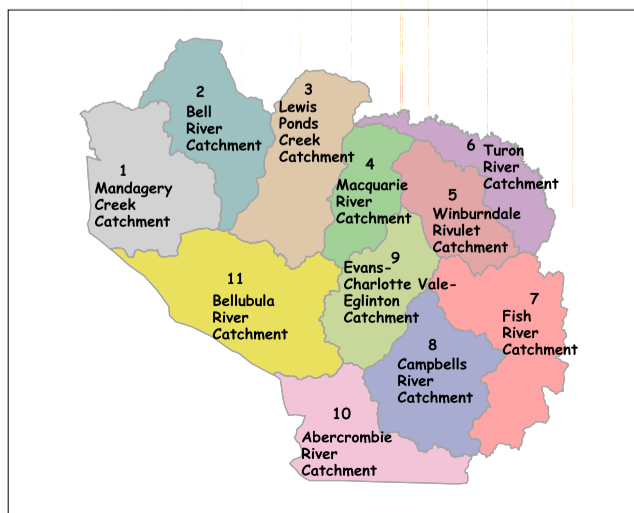 2
Bell
River
Catchment
3
Lewis
Ponds
Creek
Catchment
6
Turon
River
Catchment
4
Macquarie
River
Catchment
1
Mandagery
Creek
Catchment
5
Winburndale
Rivulet
Catchment
9
Evans-
Charlotte Vale-
Eglinton
Catchment
11
Bellubula
River
Catchment
7
Fish
River
Catchment
8
Campbells
River
Catchment
10
Abercrombie
River
Catchment